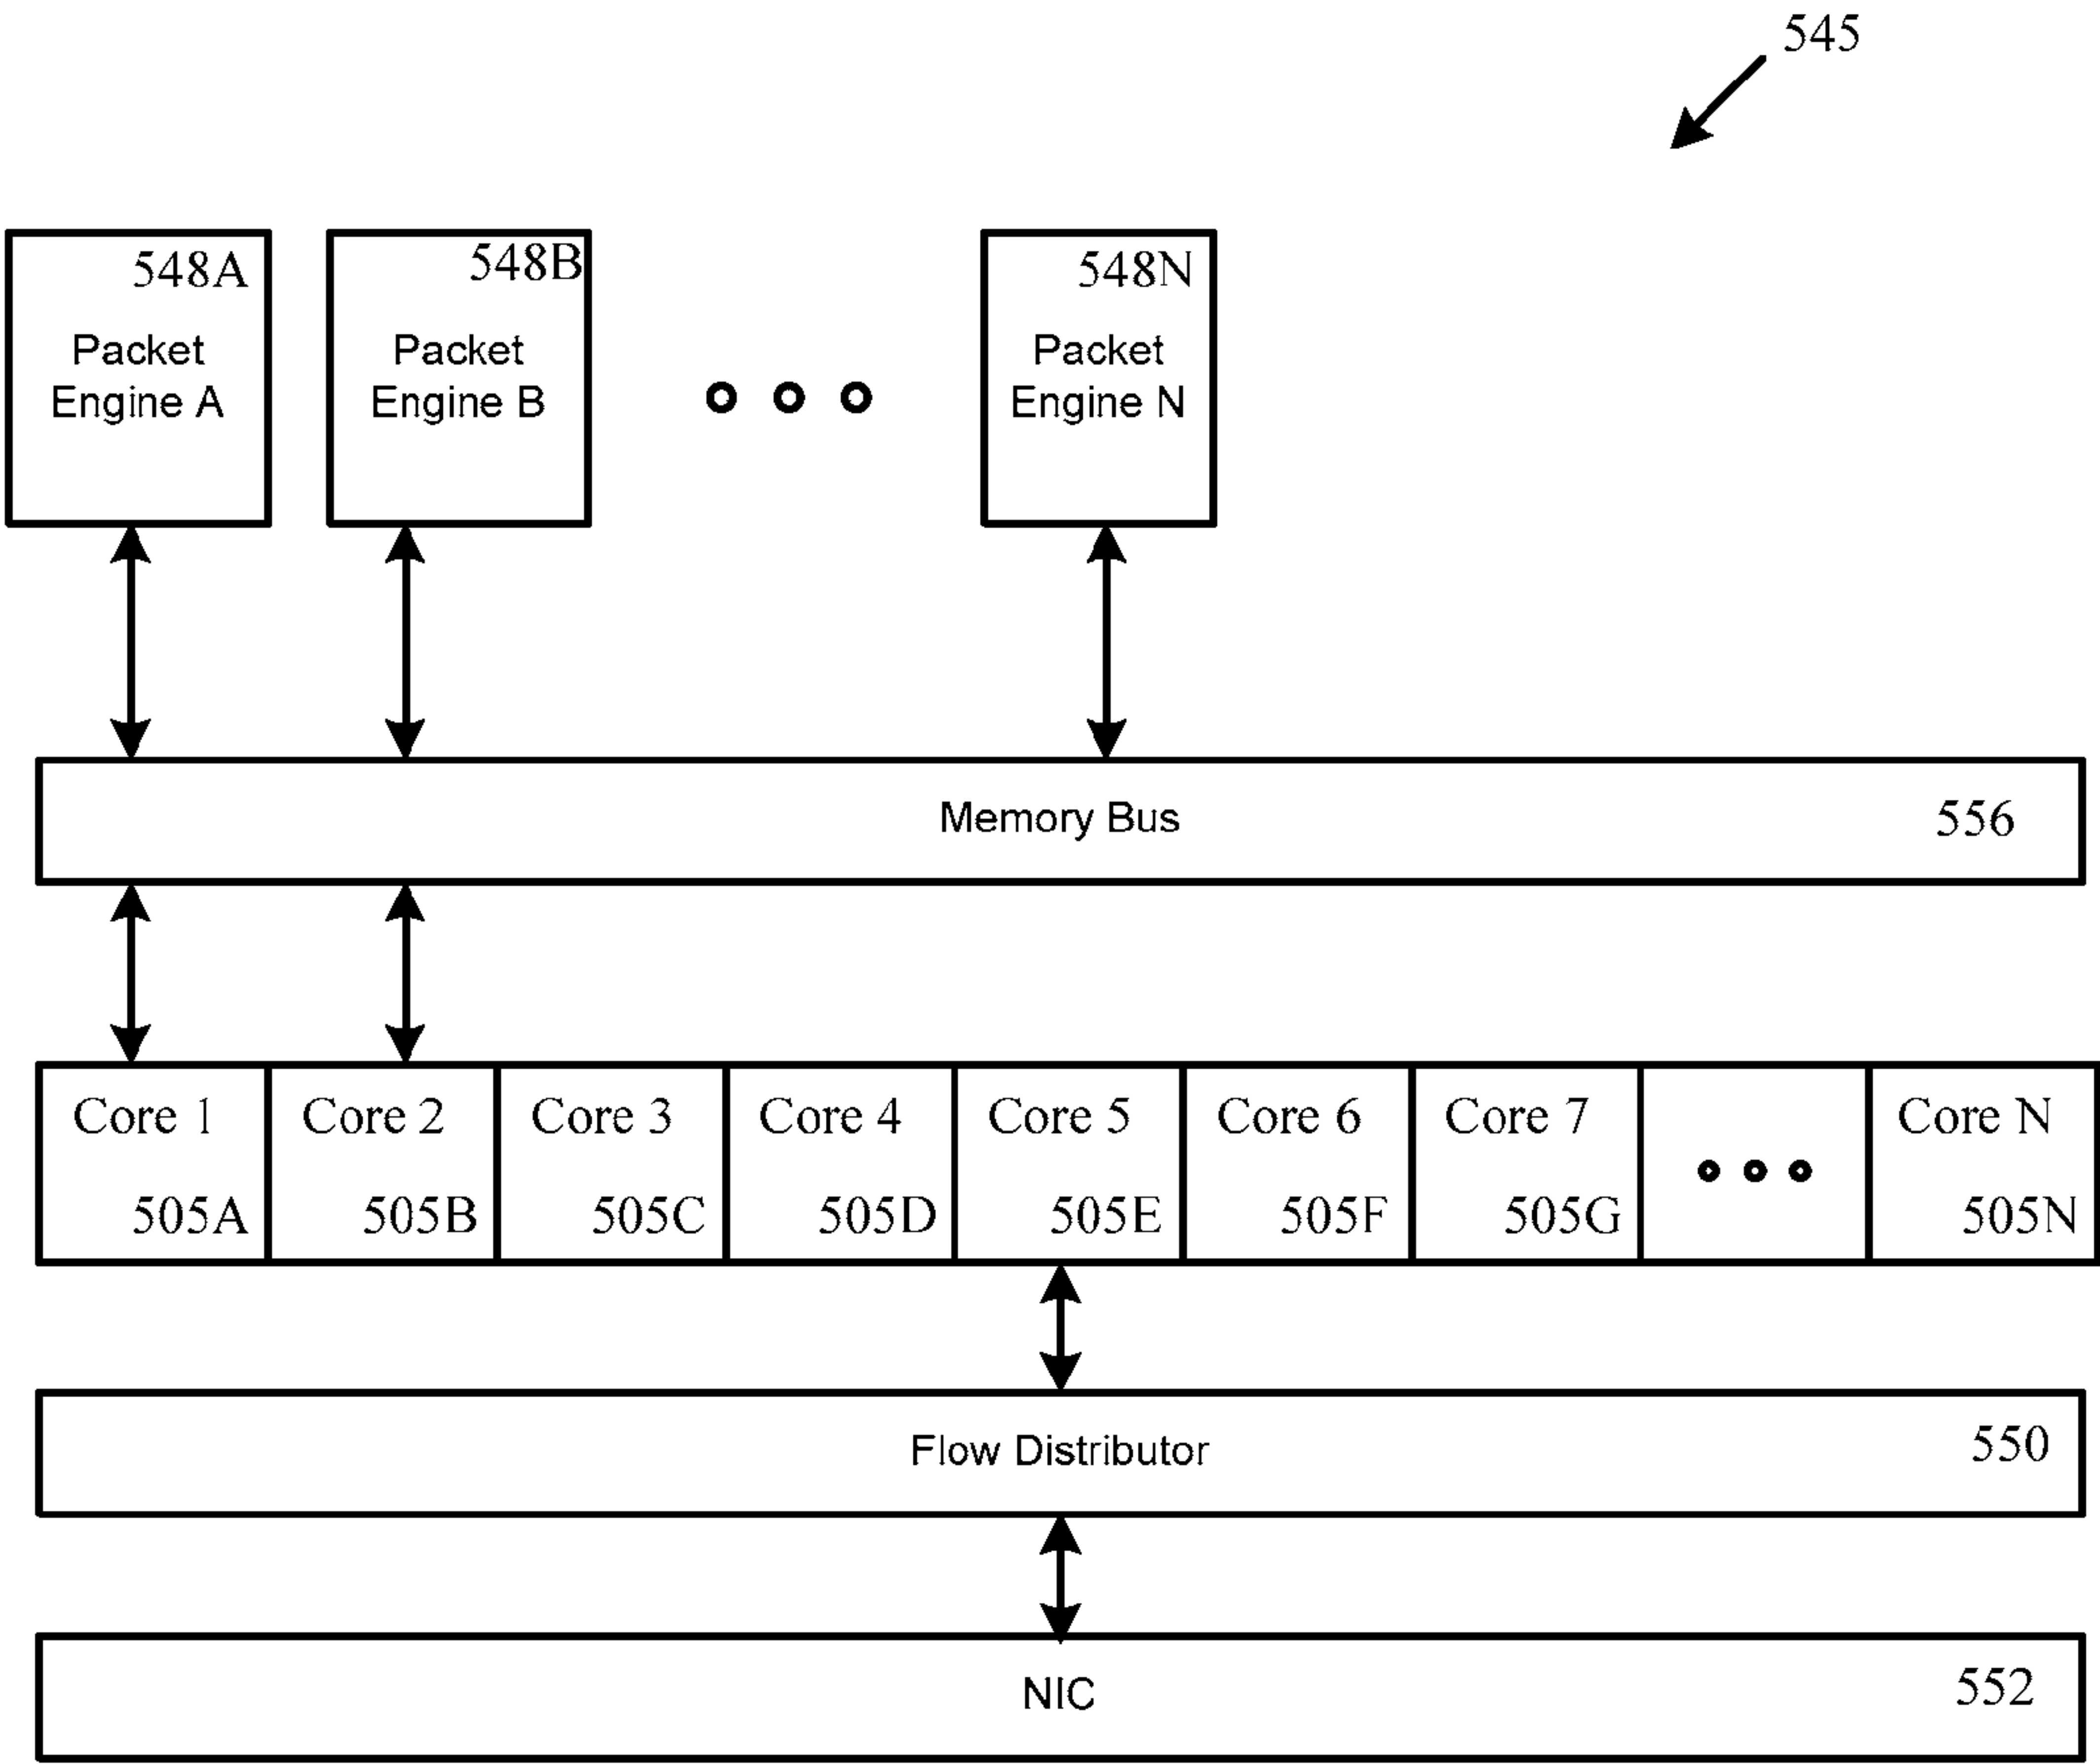 545
548A
Packet
Engine A
548B
Packet
Engine B
548N
Packet
Engine N
Memory Bus
556
Core 1
505A
Core 2
505B
Core 3
505C
Core 4
505D
Core 5
505E
Core 6
505F
Core 7
505G
Core N
505N
Flow Distributor
550
NIC
552